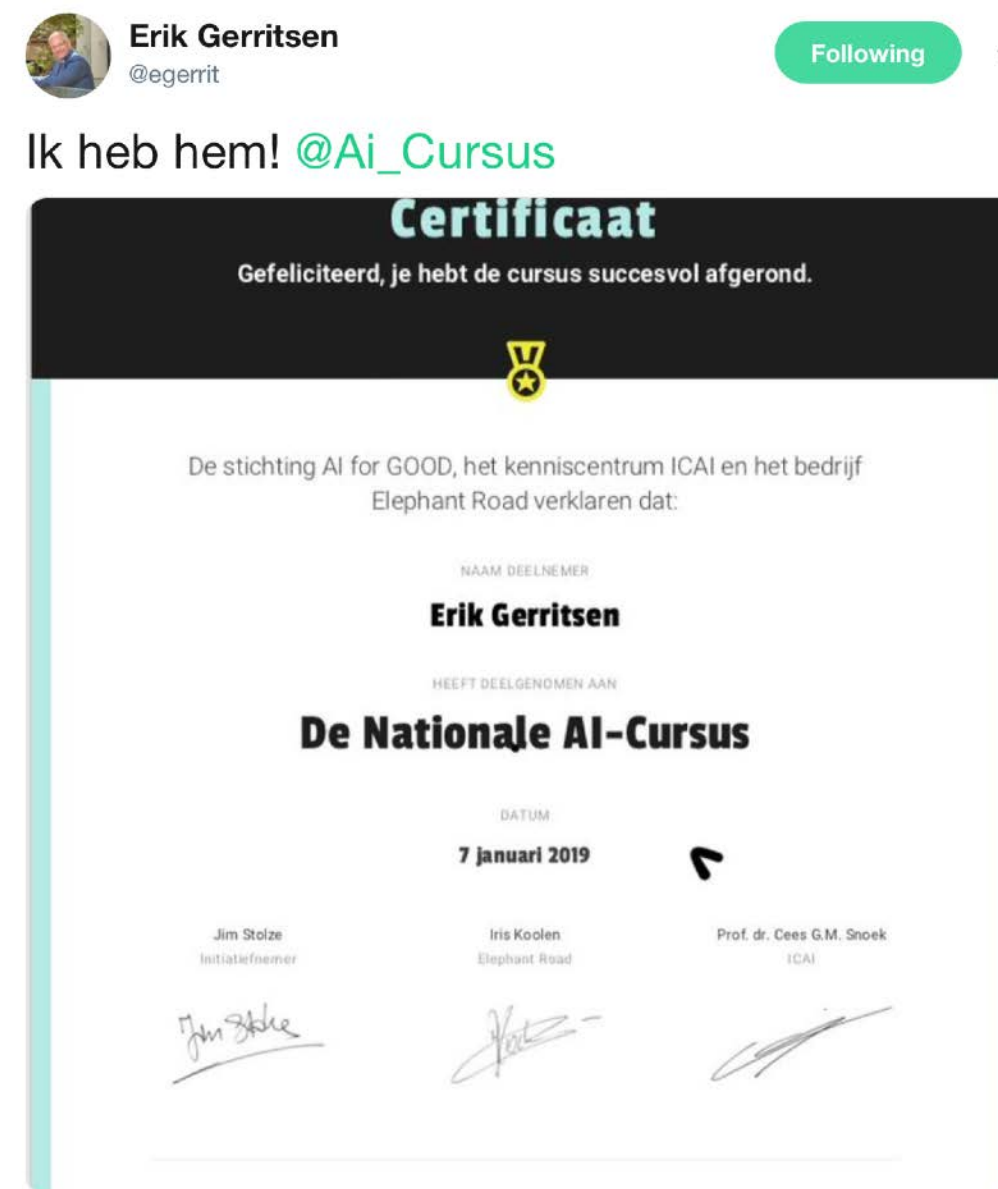 Erik Gerritsen
@egerrit
Following
Ik heb hem! @Ai_Cursus
Certificaat
Gefeliciteerd, je hebt de cursus succesvol afgerond.
De stichting AI for GOOD, het kenniscentrum ICAI en het bedrijf
Elephant Road verklaren dat:
NAAM DEELNEMER
Erik Gerritsen
HEEFT DEELGENOMEN AAN
De Nationale AI-Cursus
DATUM
7 januari 2019
Jim Stolze Iris Koolen Prof. dr. Cees G.M. Snoek
Initiatiefnemer Elephant Road ICAI
Jim Stolze